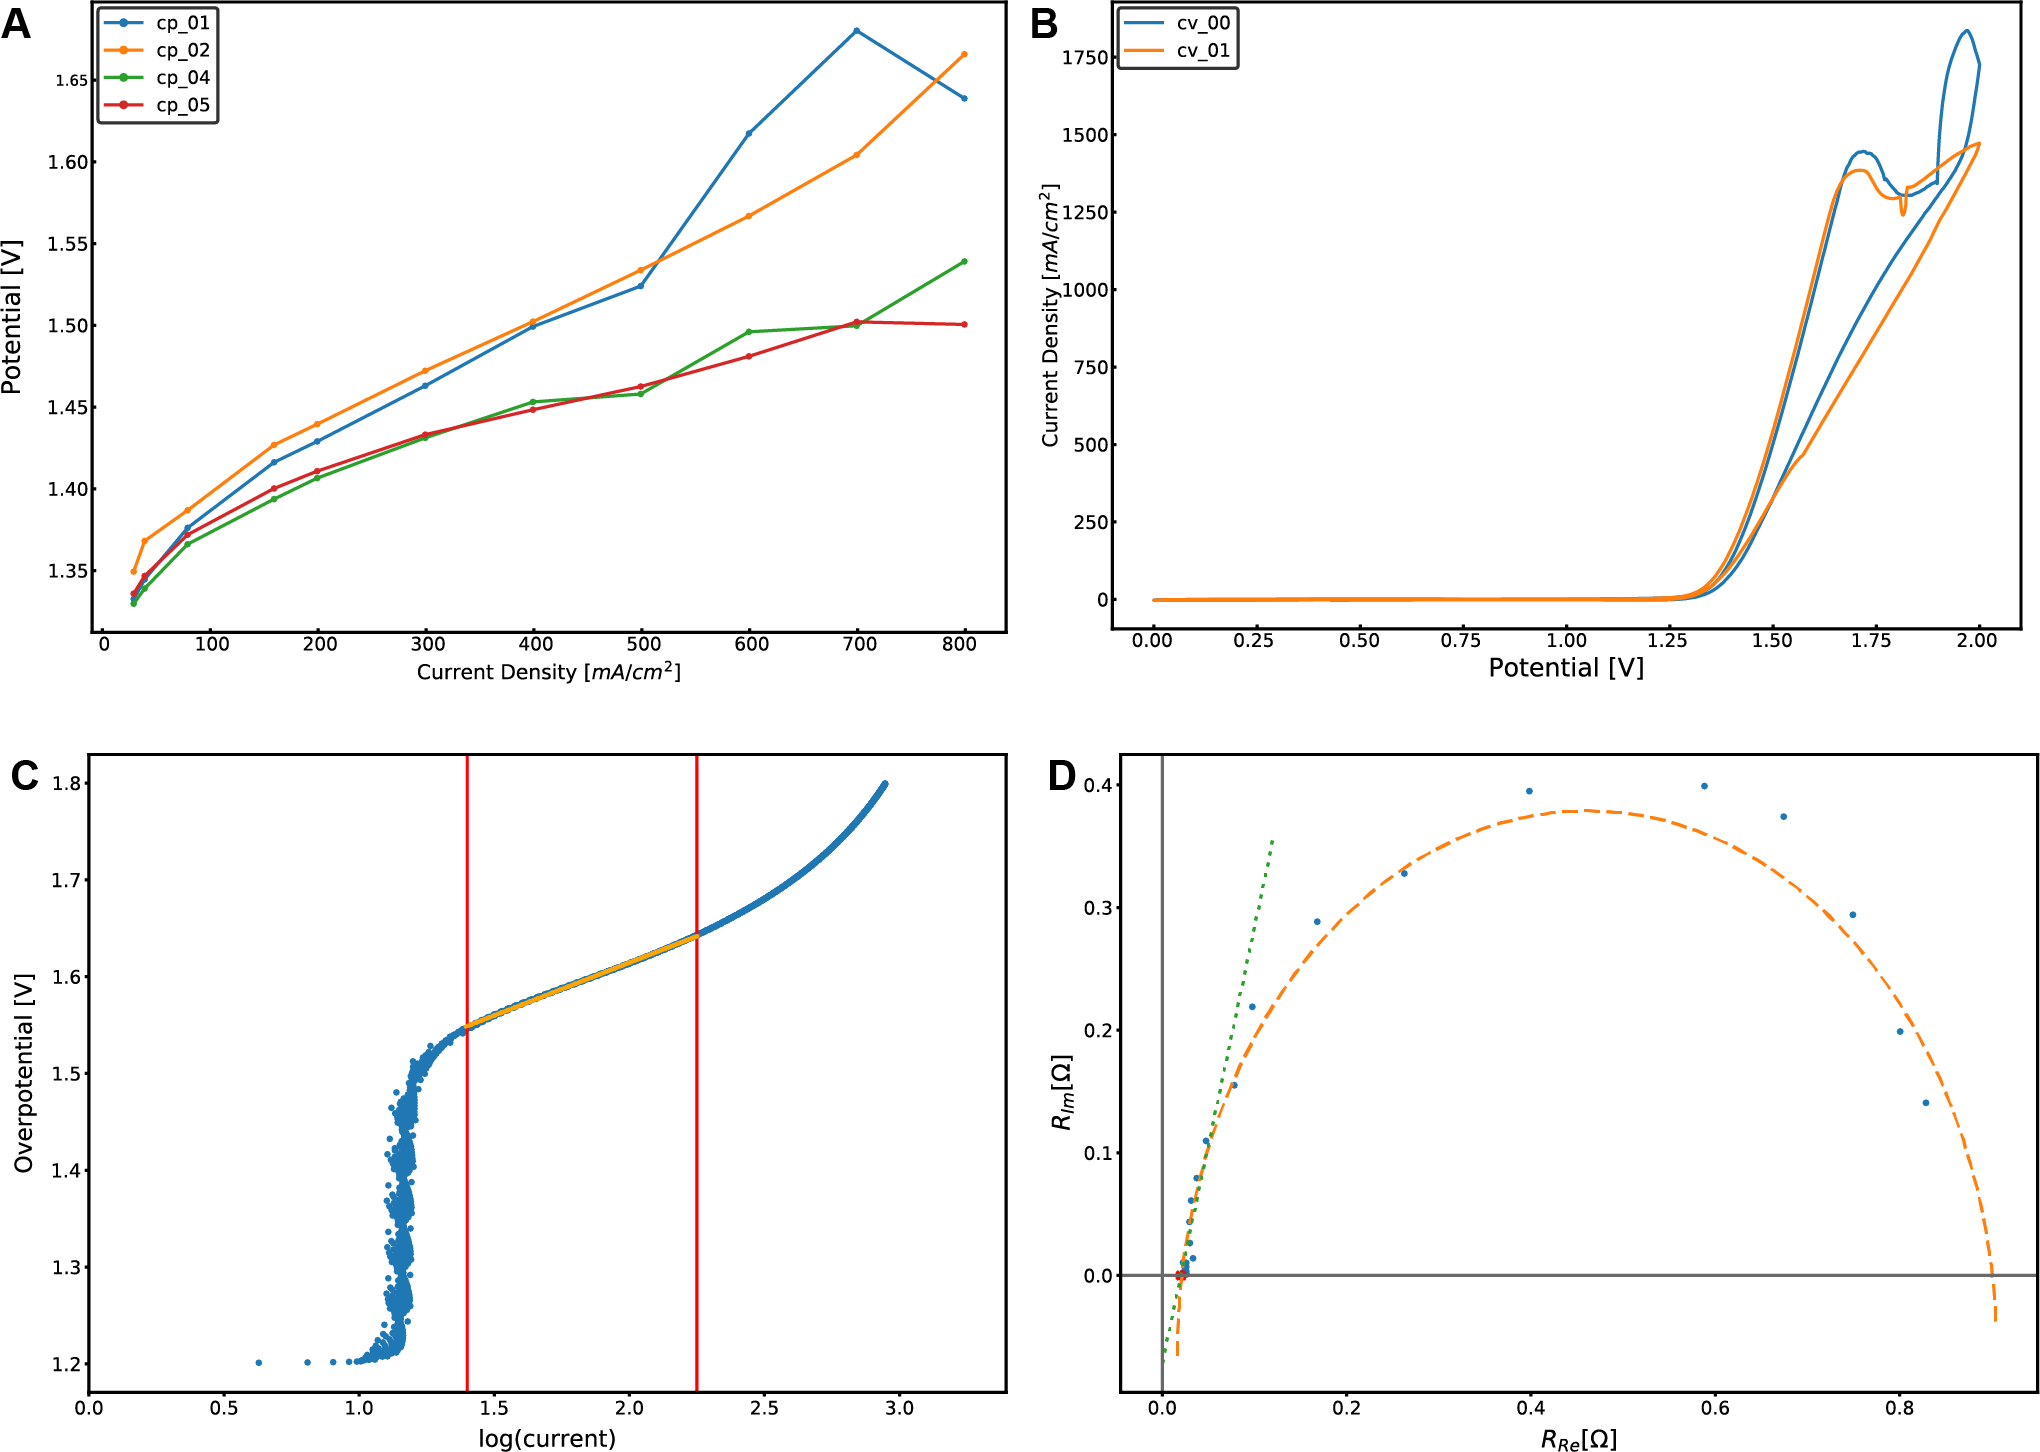 A
cp_01
cp_02
cp_04
cp_05
1.65
1.60
1.55
1.50
1.45
1.40
1.35
Potential [V]
0 100 200 300 400 500 600 700 800
Current Density [mA/cm²]
B
cv_00
cv_01
1750
1500
1250
1000
750
500
250
0
Current Density [mA/cm²]
0.00 0.25 0.50 0.75 1.00 1.25 1.50 1.75 2.00
Potential [V]
C
1.8
1.7
1.6
1.5
1.4
1.3
1.2
Overpotential [V]
0.0 0.5 1.0 1.5 2.0 2.5 3.0
log(current)
D
0.4
0.3
0.2
0.1
0.0
R_Im[Ω]
0.0 0.2 0.4 0.6 0.8
R_Re[Ω]